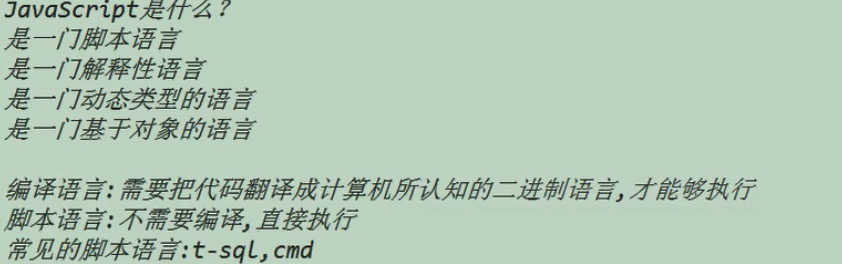 JavaScript是什么?
是一门脚本语言
是一门解释性语言
是一门动态类型的语言
是一门基于对象的语言
编译语言:需要把代码翻译成计算机所认知的二进制语言,才能够执行
脚本语言:不需要编译,直接执行
常见的脚本语言:t-sql,cmd